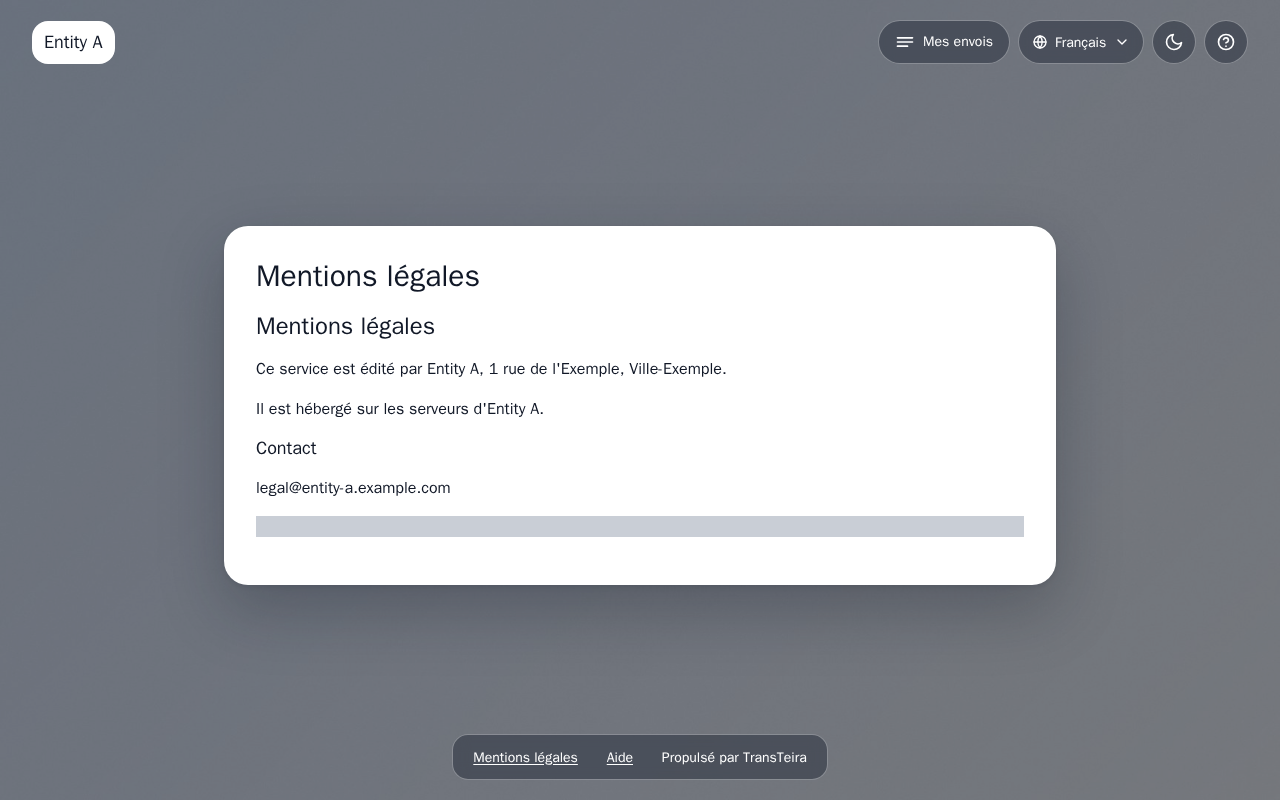 Entity A
Mes envois
Français
Mentions légales
Mentions légales
Ce service est édité par Entity A, 1 rue de l'Exemple, Ville-Exemple.
Il est hébergé sur les serveurs d'Entity A.
Contact
legal@entity-a.example.com
Mentions légales
Aide
Propulsé par TransTeira